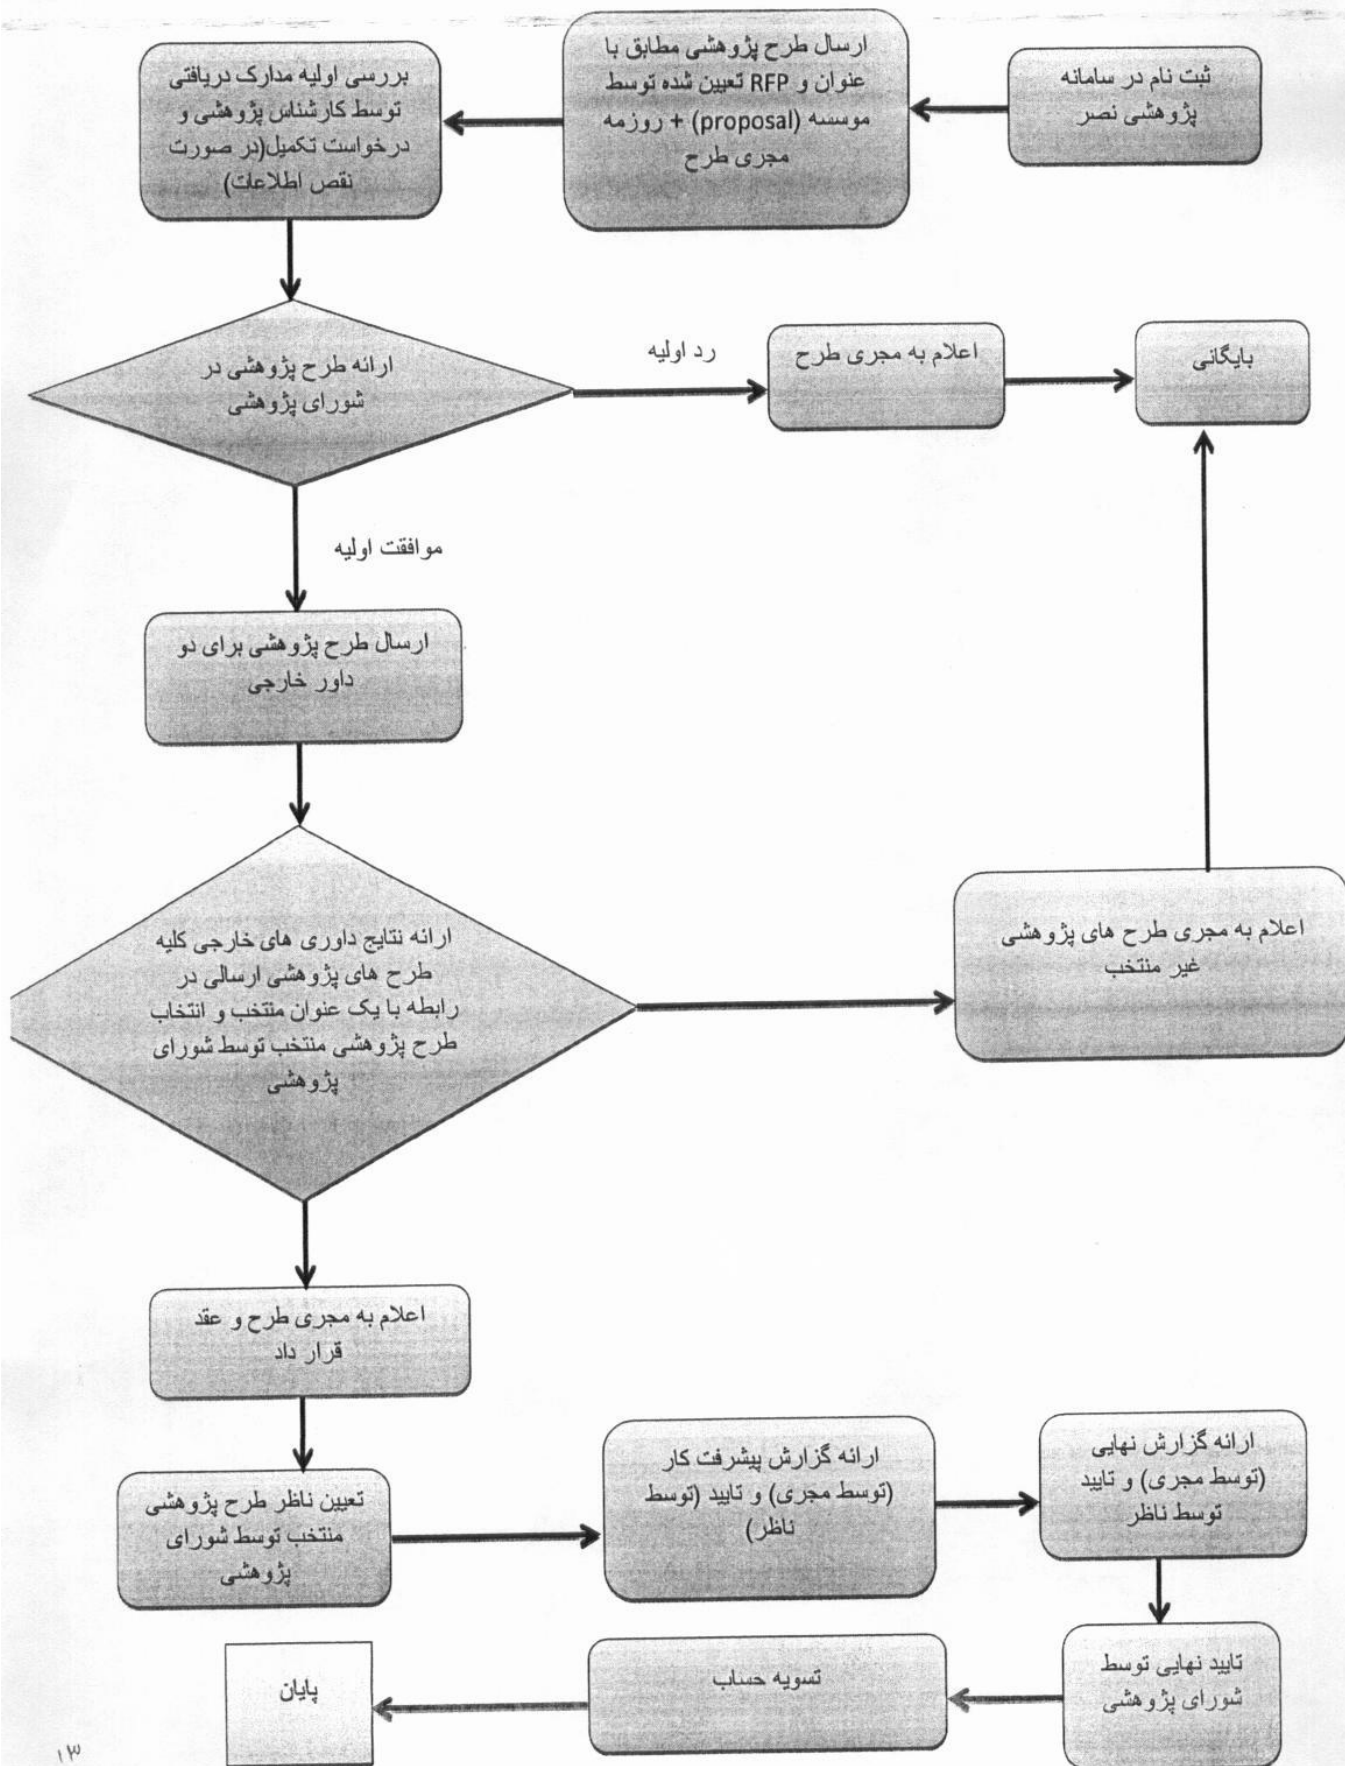 ثبت نام در سامانه
پژوهشی نصر
ارسال طرح پژوهشی مطابق با
عنوان و RFP تعیین شده توسط
موسسه (proposal) + روزمه
مجری طرح
بررسی اولیه مدارک دریافتی
توسط کارشناس پژوهشی و
درخواست تکمیل(در صورت
نقص اطلاعات)
ارائه طرح پژوهشی در
شورای پژوهشی
رد اولیه
اعلام به مجری طرح
بایگانی
موافقت اولیه
ارسال طرح پژوهشی برای دو
داور خارجی
ارائه نتایج داوری های خارجی کلیه
طرح های پژوهشی ارسالی در
رابطه با یک عنوان منتخب و انتخاب
طرح پژوهشی منتخب توسط شورای
پژوهشی
اعلام به مجری طرح های پژوهشی
غیر منتخب
اعلام به مجری طرح و عقد
قرار داد
تعیین ناظر طرح پژوهشی
منتخب توسط شورای
پژوهشی
ارائه گزارش پیشرفت کار
(توسط مجری) و تایید (توسط
ناظر)
ارائه گزارش نهایی
(توسط مجری) و تایید
توسط ناظر
تایید نهایی توسط
شورای پژوهشی
تسویه حساب
پایان
۱۳